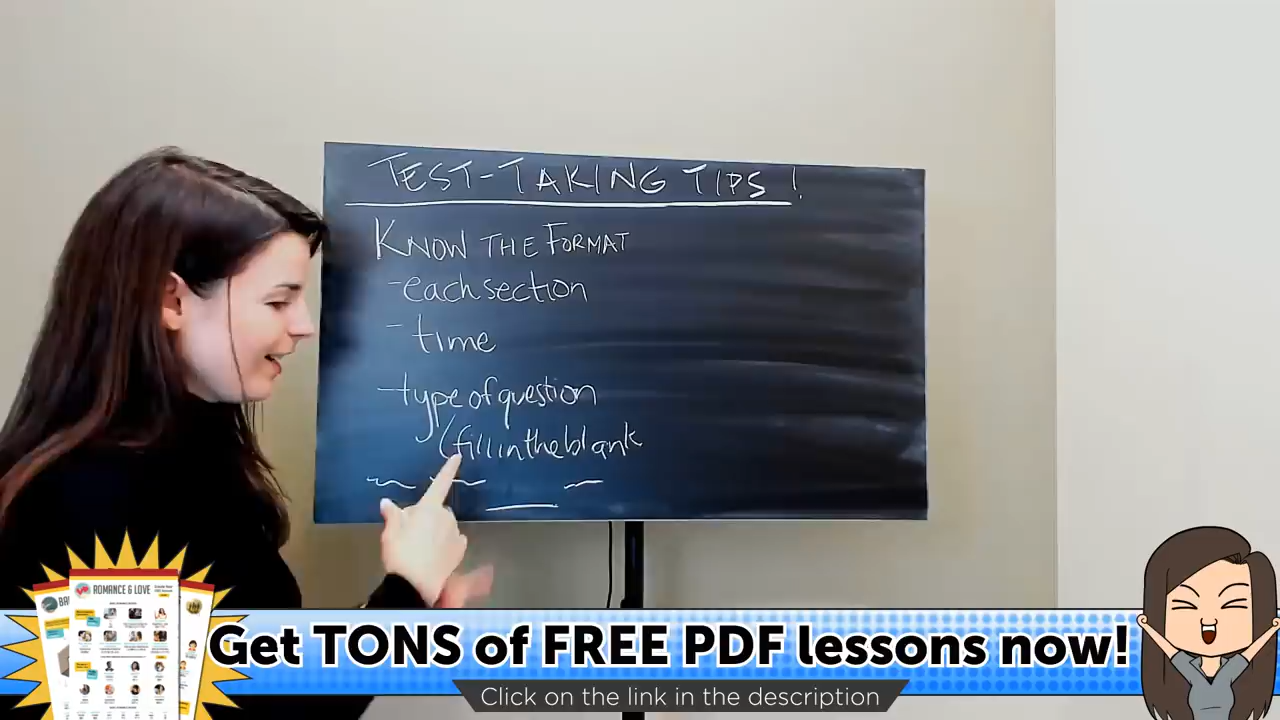 TEST-TAKING TIPS!
KNOW THE FORMAT
-each section
-time
-type of question
(fill in the blank
ROMANCE & LOVE
Get TONS of FREE PDF lessons now!
Click on the link in the description